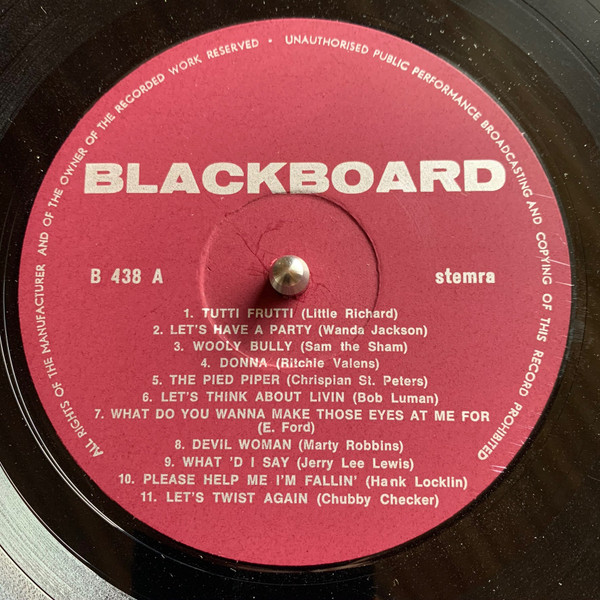 ALL RIGHTS OF THE MANUFACTURER AND OF THE OWNER OF THE RECORDED WORK RESERVED • UNAUTHORISED PUBLIC PERFORMANCE BROADCASTING AND COPYING OF THIS RECORD PROHIBITED
BLACKBOARD
B 438 A stemra
1. TUTTI FRUTTI (Little Richard)
2. LET'S HAVE A PARTY (Wanda Jackson)
3. WOOLY BULLY (Sam the Sham)
4. DONNA (Ritchie Valens)
5. THE PIED PIPER (Chrispian St. Peters)
6. LET'S THINK ABOUT LIVIN (Bob Luman)
7. WHAT DO YOU WANNA MAKE THOSE EYES AT ME FOR
(E. Ford)
8. DEVIL WOMAN (Marty Robbins)
9. WHAT 'D I SAY (Jerry Lee Lewis)
10. PLEASE HELP ME I'M FALLIN' (Hank Locklin)
11. LET'S TWIST AGAIN (Chubby Checker)